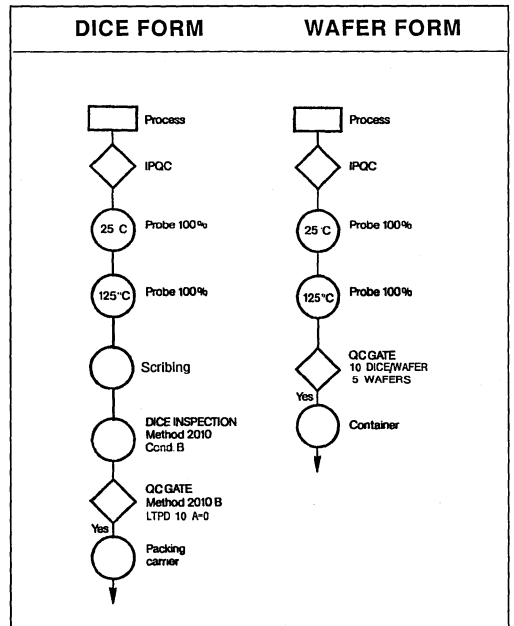 DICE FORM
WAFER FORM
Process
IPQC
25 C
Probe 100%
125°C
Probe 100%
Scribing
DICE INSPECTION
Method 2010
Cond. B
QC GATE
Method 2010 B
LTPD 10 A=0
Yes
Packing
carrier
Process
IPQC
25°C
Probe 100%
125°C
Probe 100%
QC GATE
10 DICE/WAFER
5 WAFERS
Yes
Container